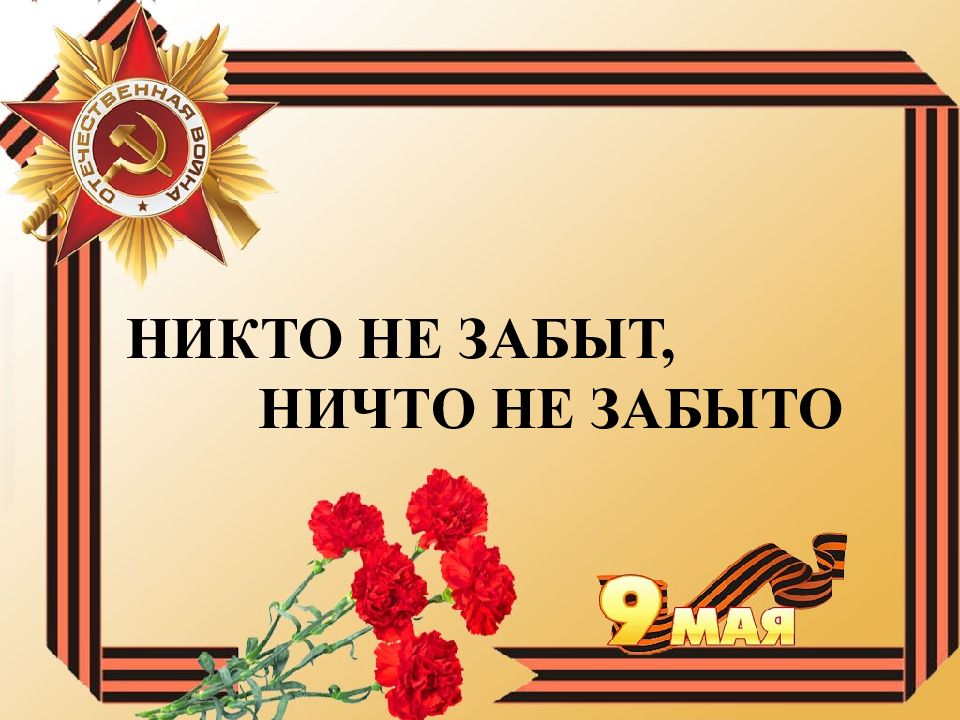 ОТЕЧЕСТВЕННАЯ ВОЙНА
НИКТО НЕ ЗАБЫТ,
НИЧТО НЕ ЗАБЫТО
9 МАЯ